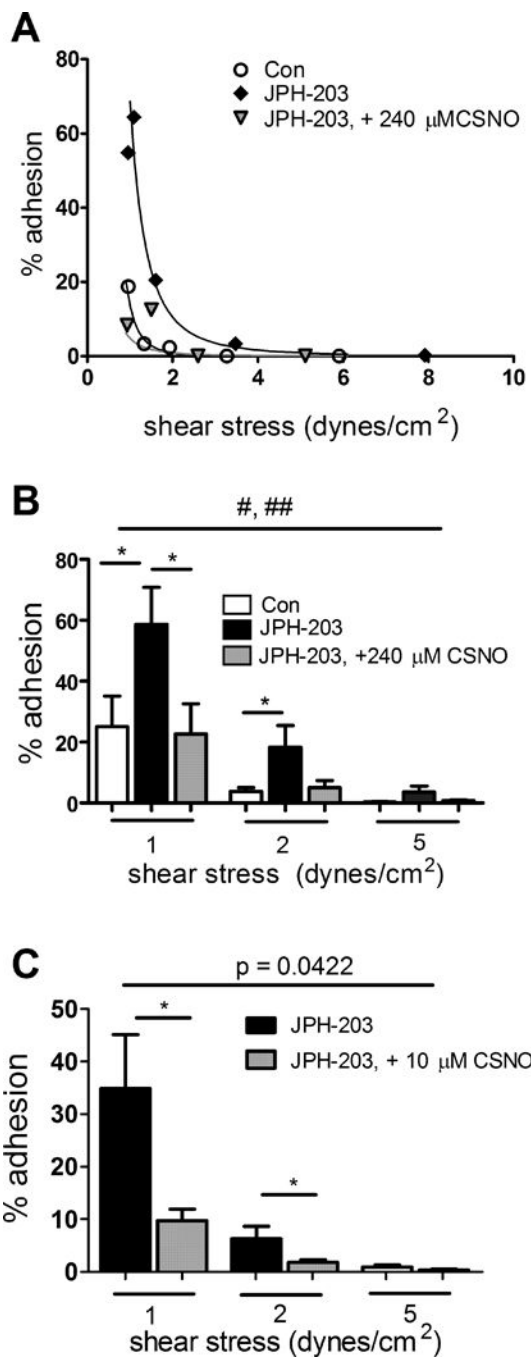 A
80
60
40
20
0
% adhesion
Con
JPH-203
JPH-203, + 240 μMCSNO
0 2 4 6 8 10
shear stress (dynes/cm2)
B
#, ##
80
60
40
20
0
% adhesion
* *
*
Con
JPH-203
JPH-203, +240 μM CSNO
1 2 5
shear stress (dynes/cm2)
C
p = 0.0422
50
40
30
20
10
0
% adhesion
*
*
JPH-203
JPH-203, + 10 μM CSNO
1 2 5
shear stress (dynes/cm2)